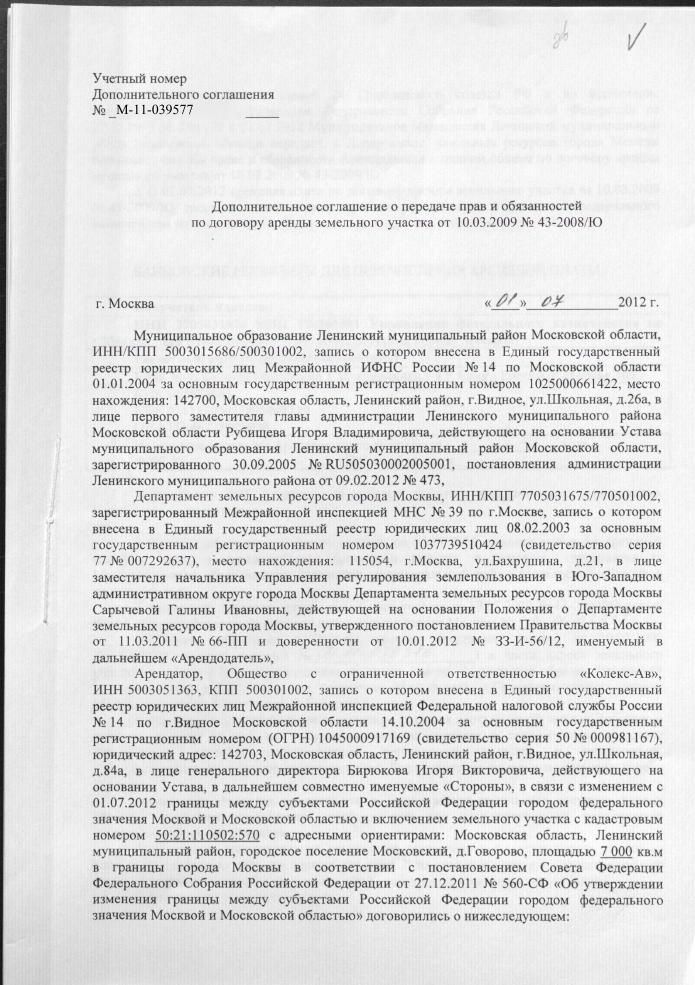 Учетный номер
Дополнительного соглашения
№ _М-11-039577 _____
Дополнительное соглашение о передаче прав и обязанностей
по договору аренды земельного участка от 10.03.2009 № 43-2008/Ю
г. Москва «01» 07 2012 г.
Муниципальное образование Ленинский муниципальный район Московской области,
ИНН/КПП 5003015686/500301002, запись о котором внесена в Единый государственный
реестр юридических лиц Межрайонной ИФНС России № 14 по Московской области
01.01.2004 за основным государственным регистрационным номером 1025000661422, место
нахождения: 142700, Московская область, Ленинский район, г.Видное, ул.Школьная, д.26а, в
лице первого заместителя главы администрации Ленинского муниципального района
Московской области Рубищева Игоря Владимировича, действующего на основании Устава
муниципального образования Ленинский муниципальный район Московской области,
зарегистрированного 30.09.2005 № RU505030002005001, постановления администрации
Ленинского муниципального района от 09.02.2012 № 473,
Департамент земельных ресурсов города Москвы, ИНН/КПП 7705031675/770501002,
зарегистрированный Межрайонной инспекцией МНС № 39 по г.Москве, запись о котором
внесена в Единый государственный реестр юридических лиц 08.02.2003 за основным
государственным регистрационным номером 1037739510424 (свидетельство серия
77 № 007292637), место нахождения: 115054, г.Москва, ул.Бахрушина, д.21, в лице
заместителя начальника Управления регулирования землепользования в Юго-Западном
административном округе города Москвы Департамента земельных ресурсов города Москвы
Сарычевой Галины Ивановны, действующей на основании Положения о Департаменте
земельных ресурсов города Москвы, утвержденного постановлением Правительства Москвы
от 11.03.2011 № 66-ПП и доверенности от 10.01.2012 № ЗЗ-И-56/12, именуемый в
дальнейшем «Арендодатель»,
Арендатор, Общество с ограниченной ответственностью «Колекс-Ав»,
ИНН 5003051363, КПП 500301002, запись о котором внесена в Единый государственный
реестр юридических лиц Межрайонной инспекцией Федеральной налоговой службы России
№ 14 по г.Видное Московской области 14.10.2004 за основным государственным
регистрационным номером (ОГРН) 1045000917169 (свидетельство серия 50 № 000981167),
юридический адрес: 142703, Московская область, Ленинский район, г.Видное, ул.Школьная,
д.84а, в лице генерального директора Бирюкова Игоря Викторовича, действующего на
основании Устава, в дальнейшем совместно именуемые «Стороны», в связи с изменением с
01.07.2012 границы между субъектами Российской Федерации городом федерального
значения Москвой и Московской областью и включением земельного участка с кадастровым
номером 50:21:110502:570 с адресными ориентирами: Московская область, Ленинский
муниципальный район, городское поселение Московский, д.Говорово, площадью 7 000 кв.м
в границы города Москвы в соответствии с постановлением Совета Федерации
Федерального Собрания Российской Федерации от 27.12.2011 № 560-СФ «Об утверждении
изменения границы между субъектами Российской Федерации городом федерального
значения Москвой и Московской областью» договорились о нижеследующем: